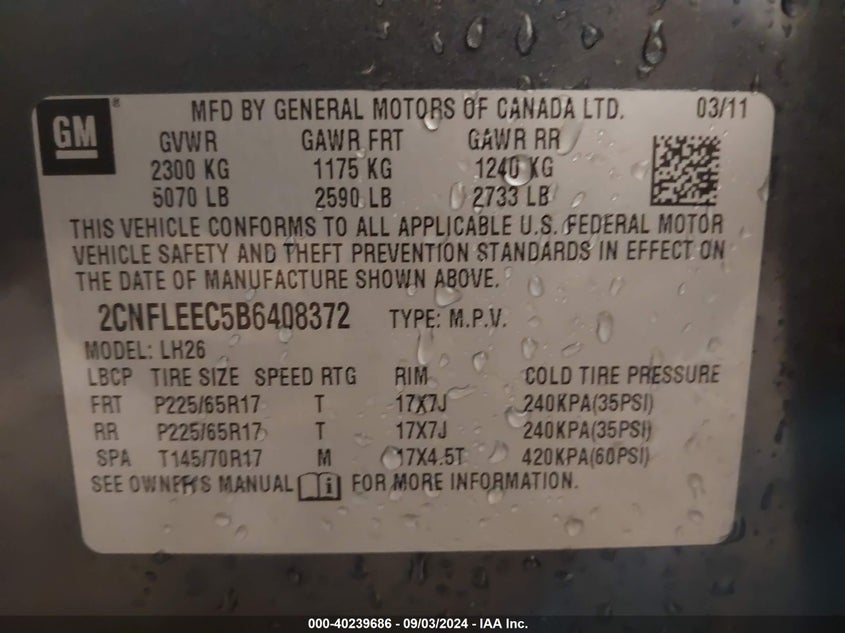 GM ® MFD BY GENERAL MOTORS OF CANADA LTD. 03/11
GVWR GAWR FRT GAWR RR
2300 KG 1175 KG 1240 KG
5070 LB 2590 LB 2733 LB
THIS VEHICLE CONFORMS TO ALL APPLICABLE U.S. FEDERAL MOTOR
VEHICLE SAFETY AND THEFT PREVENTION STANDARDS IN EFFECT ON
THE DATE OF MANUFACTURE SHOWN ABOVE.
2CNFLEEC5B6408372 TYPE: M.P.V.
MODEL: LH26
LBCP TIRE SIZE SPEED RTG RIM COLD TIRE PRESSURE
FRT P225/65R17 T 17X7J 240KPA(35PSI)
RR P225/65R17 T 17X7J 240KPA(35PSI)
SPA T145/70R17 M 17X4.5T 420KPA(60PSI)
SEE OWNER'S MANUAL i FOR MORE INFORMATION.
000-40239686 - 09/03/2024 - IAA Inc.